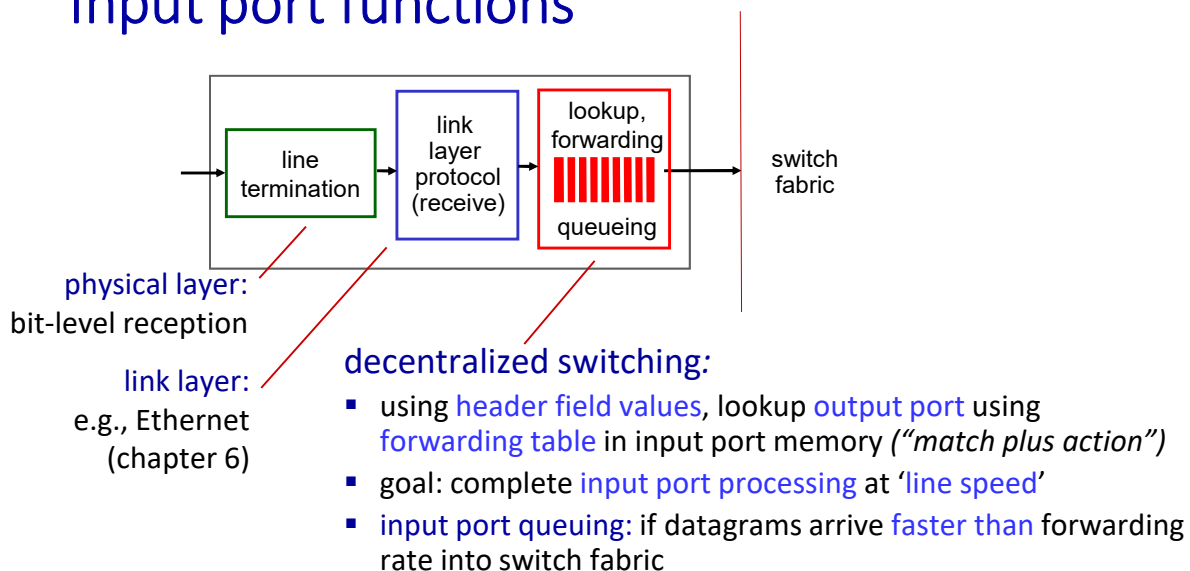 Input port functions
line
termination
link
layer
protocol
(receive)
lookup,
forwarding
queueing
switch
fabric
physical layer:
bit-level reception
link layer:
e.g., Ethernet
(chapter 6)
decentralized switching:
▪ using header field values, lookup output port using
forwarding table in input port memory (“match plus action”)
▪ goal: complete input port processing at ‘line speed’
▪ input port queuing: if datagrams arrive faster than forwarding
rate into switch fabric